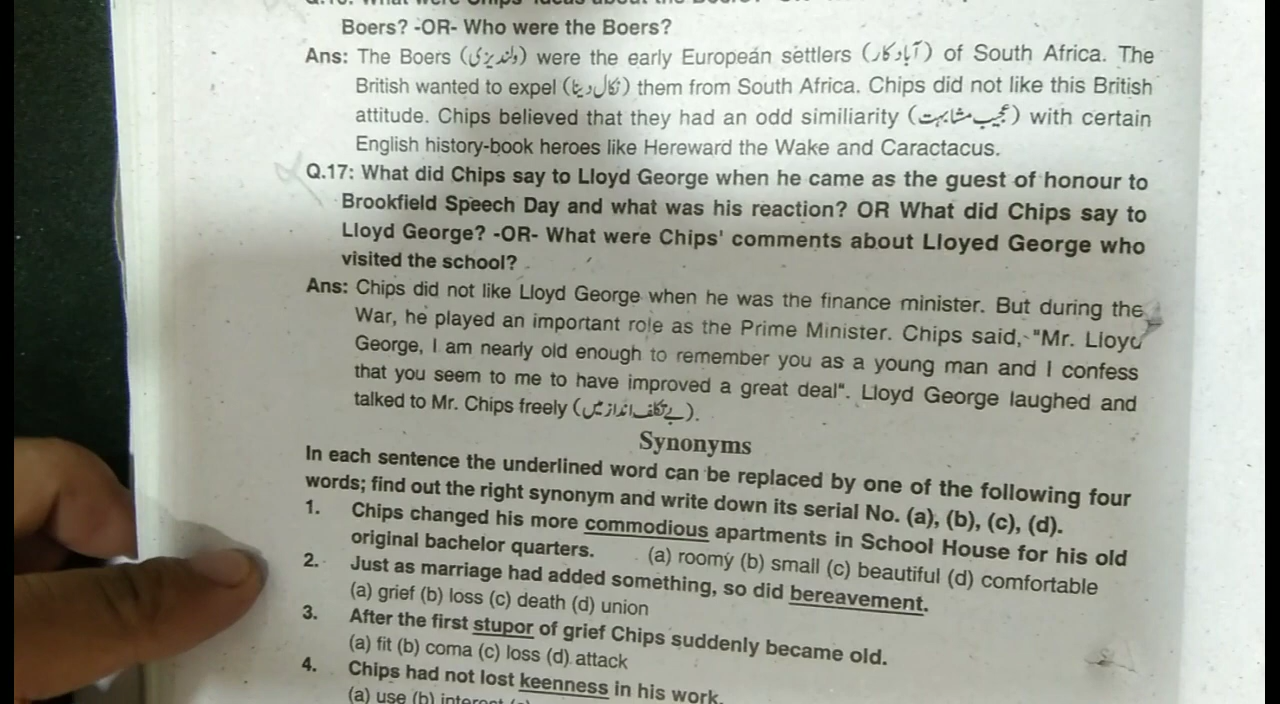 Boers? -OR- Who were the Boers?
Ans: The Boers (ولندیزی) were the early European settlers (آباد کار) of South Africa. The
British wanted to expel (نکال دینا) them from South Africa. Chips did not like this British
attitude. Chips believed that they had an odd similiarity (عجیب مشابہت) with certain
English history-book heroes like Hereward the Wake and Caractacus.
Q.17: What did Chips say to Lloyd George when he came as the guest of honour to
Brookfield Speech Day and what was his reaction? OR What did Chips say to
Lloyd George? -OR- What were Chips' comments about Lloyed George who
visited the school?
Ans: Chips did not like Lloyd George when he was the finance minister. But during the
War, he played an important role as the Prime Minister. Chips said, "Mr. Lloyd
George, I am nearly old enough to remember you as a young man and I confess
that you seem to me to have improved a great deal". Lloyd George laughed and
talked to Mr. Chips freely (بے تکلف انداز میں).
Synonyms
In each sentence the underlined word can be replaced by one of the following four
words; find out the right synonym and write down its serial No. (a), (b), (c), (d).
1. Chips changed his more commodious apartments in School House for his old
original bachelor quarters. (a) roomy (b) small (c) beautiful (d) comfortable
2. Just as marriage had added something, so did bereavement.
(a) grief (b) loss (c) death (d) union
3. After the first stupor of grief Chips suddenly became old.
(a) fit (b) coma (c) loss (d) attack
4. Chips had not lost keenness in his work.
(a) use (b) interest